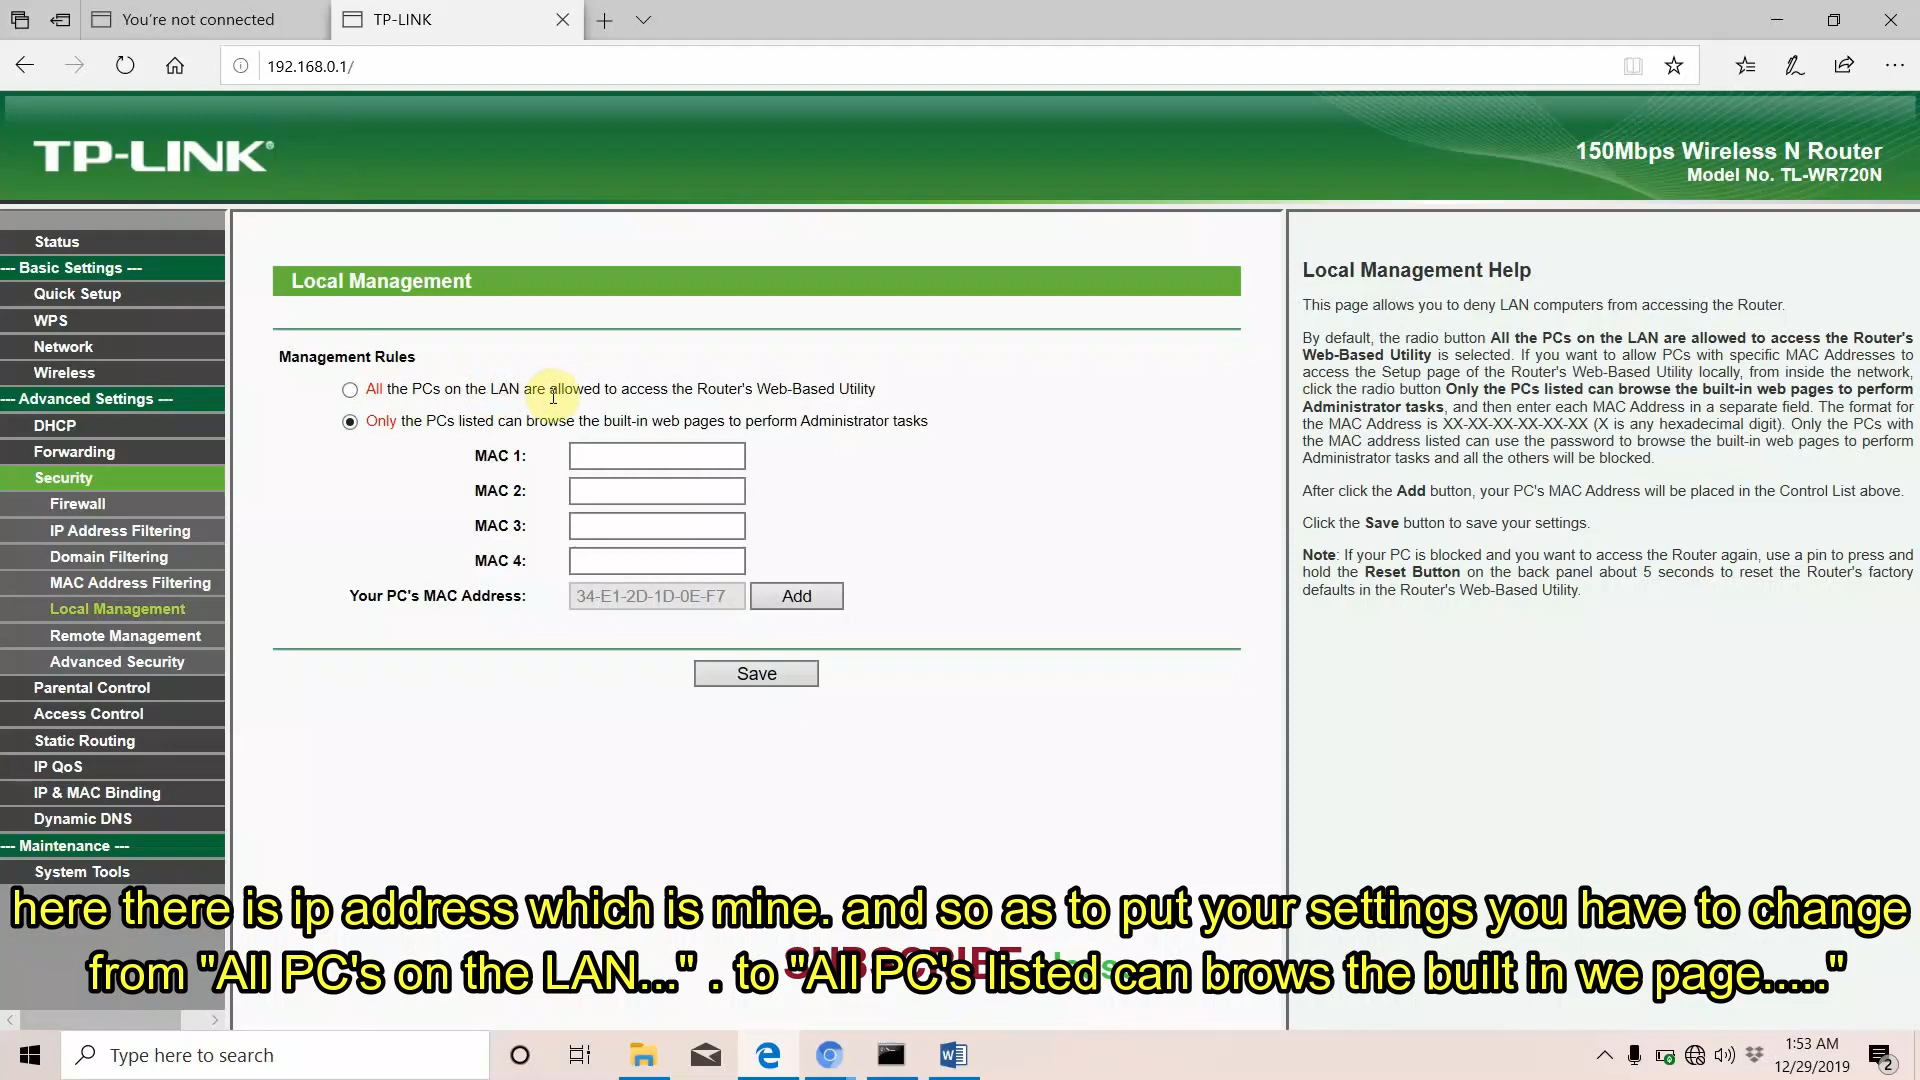 You're not connected
TP-LINK
192.168.0.1/
TP-LINK®
150Mbps Wireless N Router
Model No. TL-WR720N
Status
--- Basic Settings ---
Quick Setup
WPS
Network
Wireless
--- Advanced Settings ---
DHCP
Forwarding
Security
Firewall
IP Address Filtering
Domain Filtering
MAC Address Filtering
Local Management
Remote Management
Advanced Security
Parental Control
Access Control
Static Routing
IP QoS
IP & MAC Binding
Dynamic DNS
--- Maintenance ---
System Tools
Local Management
Management Rules
All the PCs on the LAN are allowed to access the Router's Web-Based Utility
Only the PCs listed can browse the built-in web pages to perform Administrator tasks
MAC 1:
MAC 2:
MAC 3:
MAC 4:
Your PC's MAC Address: 34-E1-2D-1D-0E-F7 Add
Save
Local Management Help
This page allows you to deny LAN computers from accessing the Router.
By default, the radio button All the PCs on the LAN are allowed to access the Router's
Web-Based Utility is selected. If you want to allow PCs with specific MAC Addresses to
access the Setup page of the Router's Web-Based Utility locally, from inside the network,
click the radio button Only the PCs listed can browse the built-in web pages to perform
Administrator tasks, and then enter each MAC Address in a separate field. The format for
the MAC Address is XX-XX-XX-XX-XX-XX (X is any hexadecimal digit). Only the PCs with
the MAC address listed can use the password to browse the built-in web pages to perform
Administrator tasks and all the others will be blocked.
After click the Add button, your PC's MAC Address will be placed in the Control List above.
Click the Save button to save your settings.
Note: If your PC is blocked and you want to access the Router again, use a pin to press and
hold the Reset Button on the back panel about 5 seconds to reset the Router's factory
defaults in the Router's Web-Based Utility.
SUBSCRIBE
here there is ip address which is mine. and so as to put your settings you have to change
from "All PC's on the LAN..." . to "All PC's listed can brows the built in we page....."
Type here to search
1:53 AM
12/29/2019
2